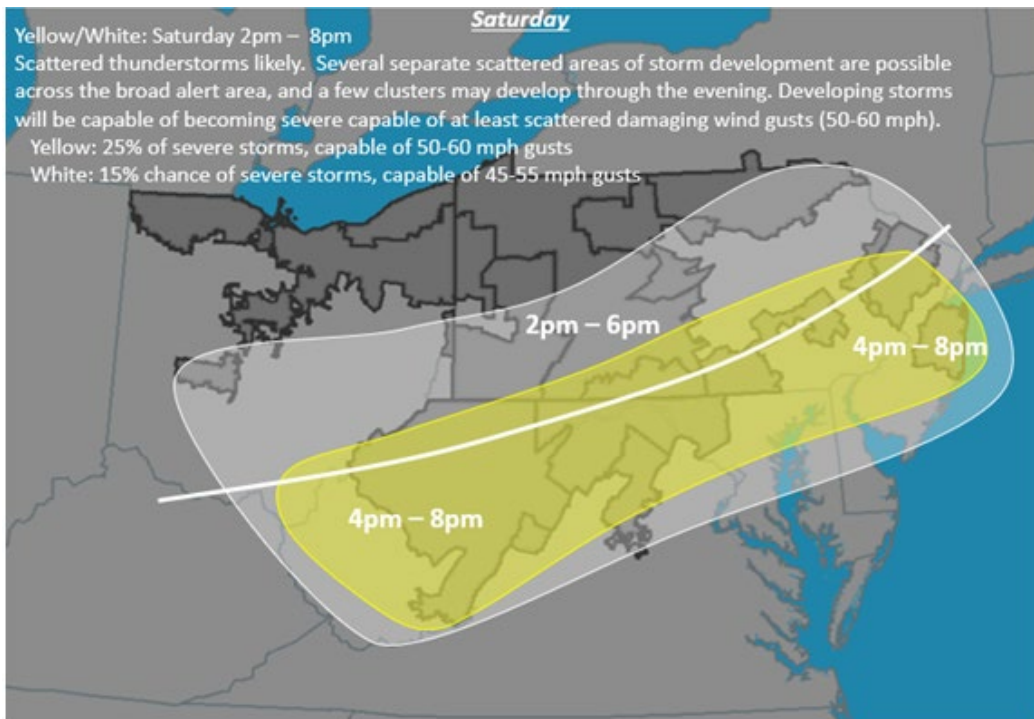 Saturday
Yellow/White: Saturday 2pm – 8pm
Scattered thunderstorms likely. Several separate scattered areas of storm development are possible
across the broad alert area, and a few clusters may develop through the evening. Developing storms
will be capable of becoming severe capable of at least scattered damaging wind gusts (50-60 mph).
Yellow: 25% of severe storms, capable of 50-60 mph gusts
White: 15% chance of severe storms, capable of 45-55 mph gusts
2pm – 6pm
4pm – 8pm
4pm – 8pm